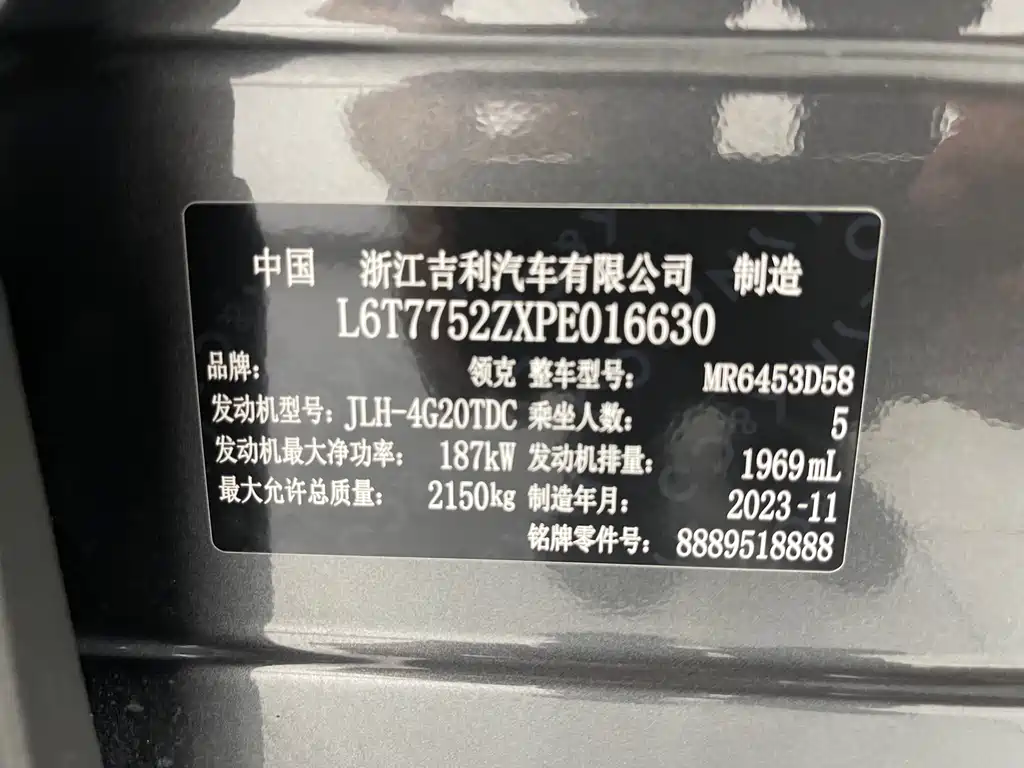 中国 浙江吉利汽车有限公司 制造
L6T7752ZXPE016630
品牌: 领克 整车型号: MR6453D58
发动机型号: JLH-4G20TDC 乘坐人数: 5
发动机最大净功率: 187kW 发动机排量: 1969mL
最大允许总质量: 2150kg 制造年月: 2023-11
铭牌零件号: 8889518888